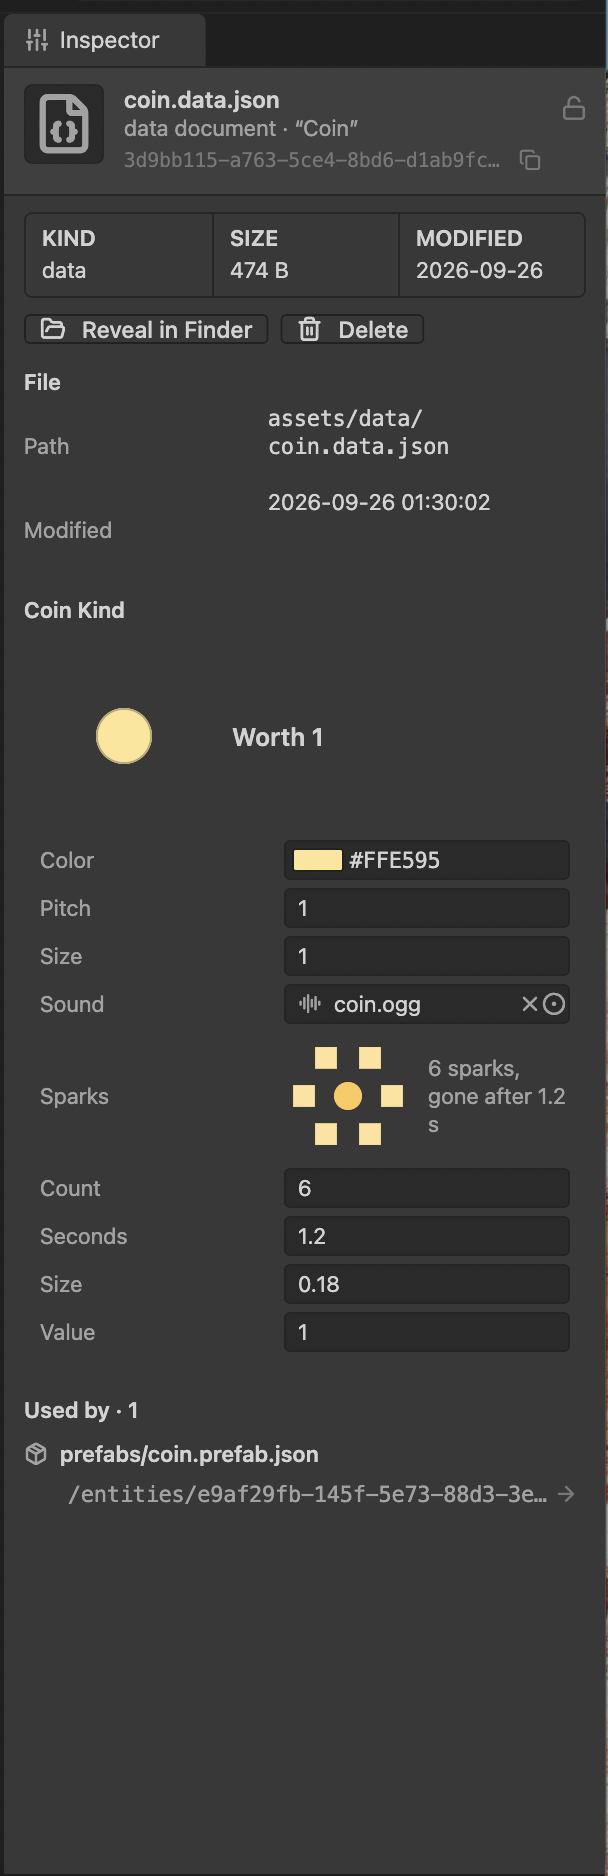 Inspector
coin.data.json
data document · “Coin”
3d9bb115-a763-5ce4-8bd6-d1ab9fc…
KIND
data
SIZE
474 B
MODIFIED
2026-09-26
Reveal in Finder
Delete
File
Path
assets/data/
coin.data.json
Modified
2026-09-26 01:30:02
Coin Kind
Worth 1
Color
#FFE595
Pitch
1
Size
1
Sound
coin.ogg
Sparks
6 sparks,
gone after 1.2
s
Count
6
Seconds
1.2
Size
0.18
Value
1
Used by · 1
prefabs/coin.prefab.json
/entities/e9af29fb-145f-5e73-88d3-3e…